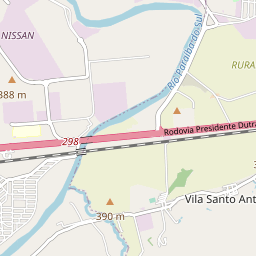 NISSAN
Rio Paraíba do Sul
RURA
388 m
Rodovia Presidente Dutra
298
Vila Santo Ant
390 m